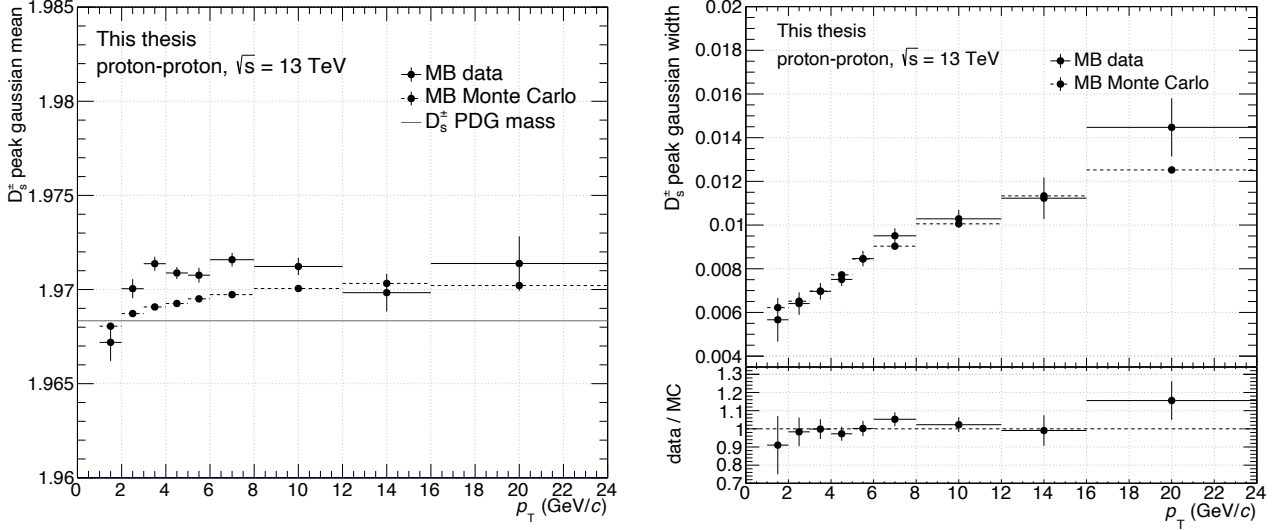 D_s^± peak gaussian mean
1.985
1.98
1.975
1.97
1.965
1.96
This thesis
proton-proton, √s = 13 TeV
MB data
MB Monte Carlo
D_s^± PDG mass
0 2 4 6 8 10 12 14 16 18 20 22 24
p_T (GeV/c)
D_s^± peak gaussian width
0.02
0.018
0.016
0.014
0.012
0.01
0.008
0.006
0.004
This thesis
proton-proton, √s = 13 TeV
MB data
MB Monte Carlo
data / MC
1.3
1.2
1.1
1
0.9
0.8
0.7
0 2 4 6 8 10 12 14 16 18 20 22 24
p_T (GeV/c)